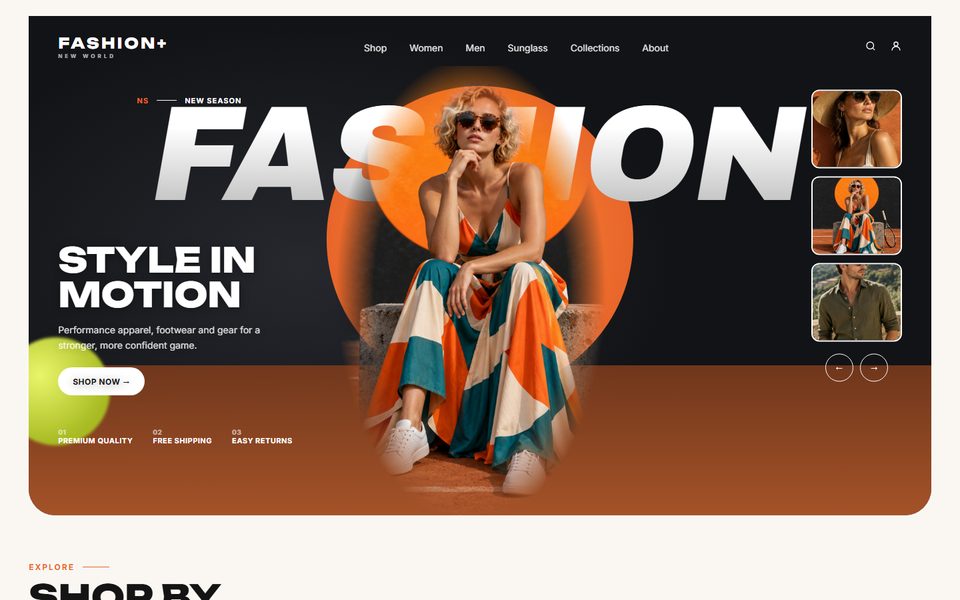 FASHION+
NEW WORLD
Shop Women Men Sunglass Collections About
NS NEW SEASON
FAS ION
STYLE IN
MOTION
Performance apparel, footwear and gear for a
stronger, more confident game.
SHOP NOW →
← →
01 02 03
PREMIUM QUALITY FREE SHIPPING EASY RETURNS
EXPLORE
SHOP BY